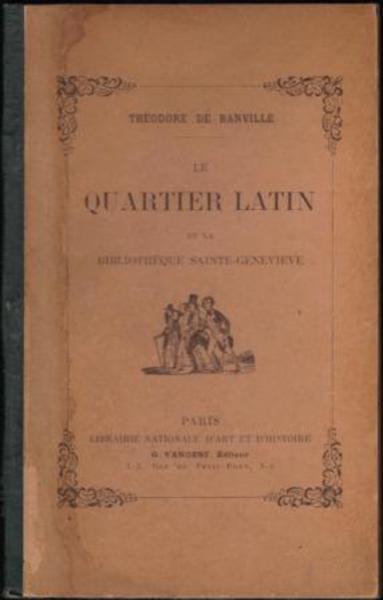 THÉODORE DE BANVILLE
LE
QUARTIER LATIN
ET LA
BIBLIOTHÈQUE SAINTE-GENEVIÈVE
PARIS
LIBRAIRIE NATIONALE D'ART ET D'HISTOIRE
G. VANOEST, Éditeur